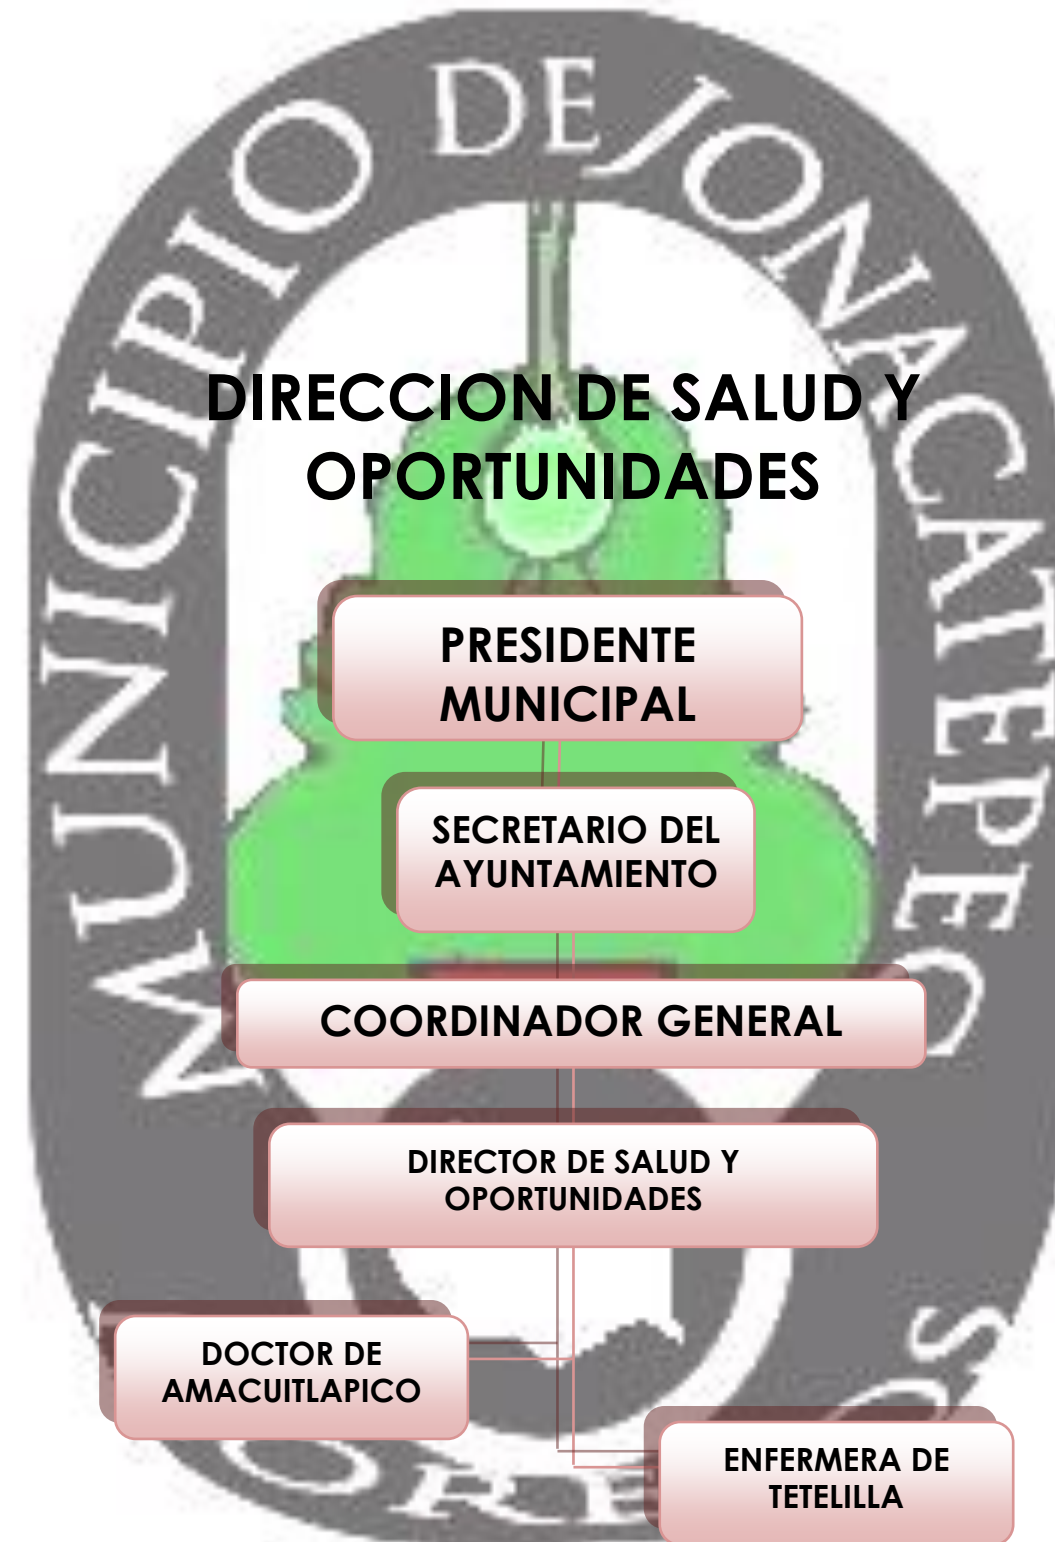 MUNICIPIO DE JONACATEPEC
DIRECCION DE SALUD Y
OPORTUNIDADES
PRESIDENTE
MUNICIPAL
SECRETARIO DEL
AYUNTAMIENTO
COORDINADOR GENERAL
DIRECTOR DE SALUD Y
OPORTUNIDADES
DOCTOR DE
AMACUITLAPICO
ENFERMERA DE
TETELILLA